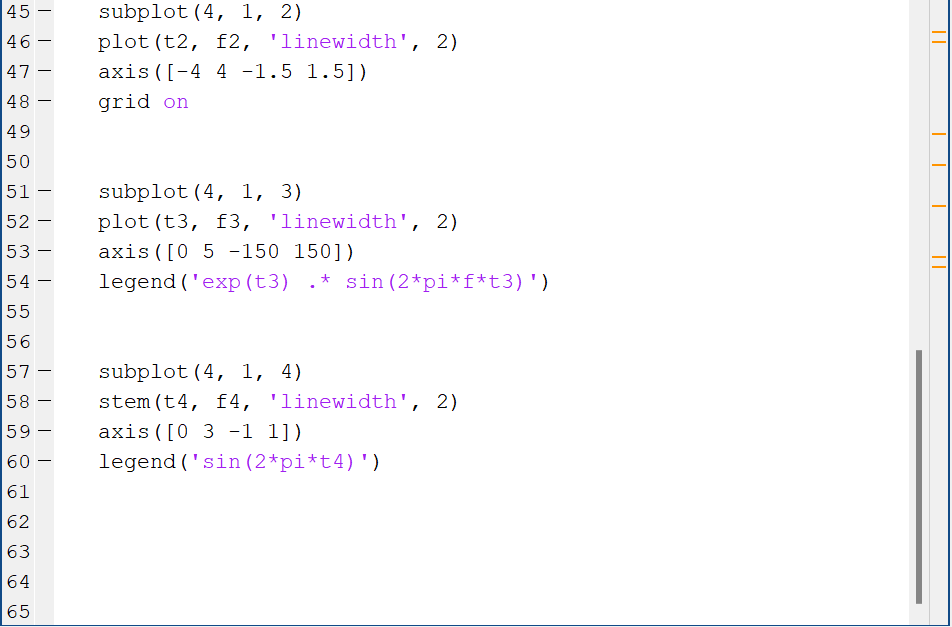 45 – subplot(4, 1, 2)
46 – plot(t2, f2, 'linewidth', 2)
47 – axis([-4 4 -1.5 1.5])
48 – grid on
49
50
51 – subplot(4, 1, 3)
52 – plot(t3, f3, 'linewidth', 2)
53 – axis([0 5 -150 150])
54 – legend('exp(t3) .* sin(2*pi*f*t3)')
55
56
57 – subplot(4, 1, 4)
58 – stem(t4, f4, 'linewidth', 2)
59 – axis([0 3 -1 1])
60 – legend('sin(2*pi*t4)')
61
62
63
64
65